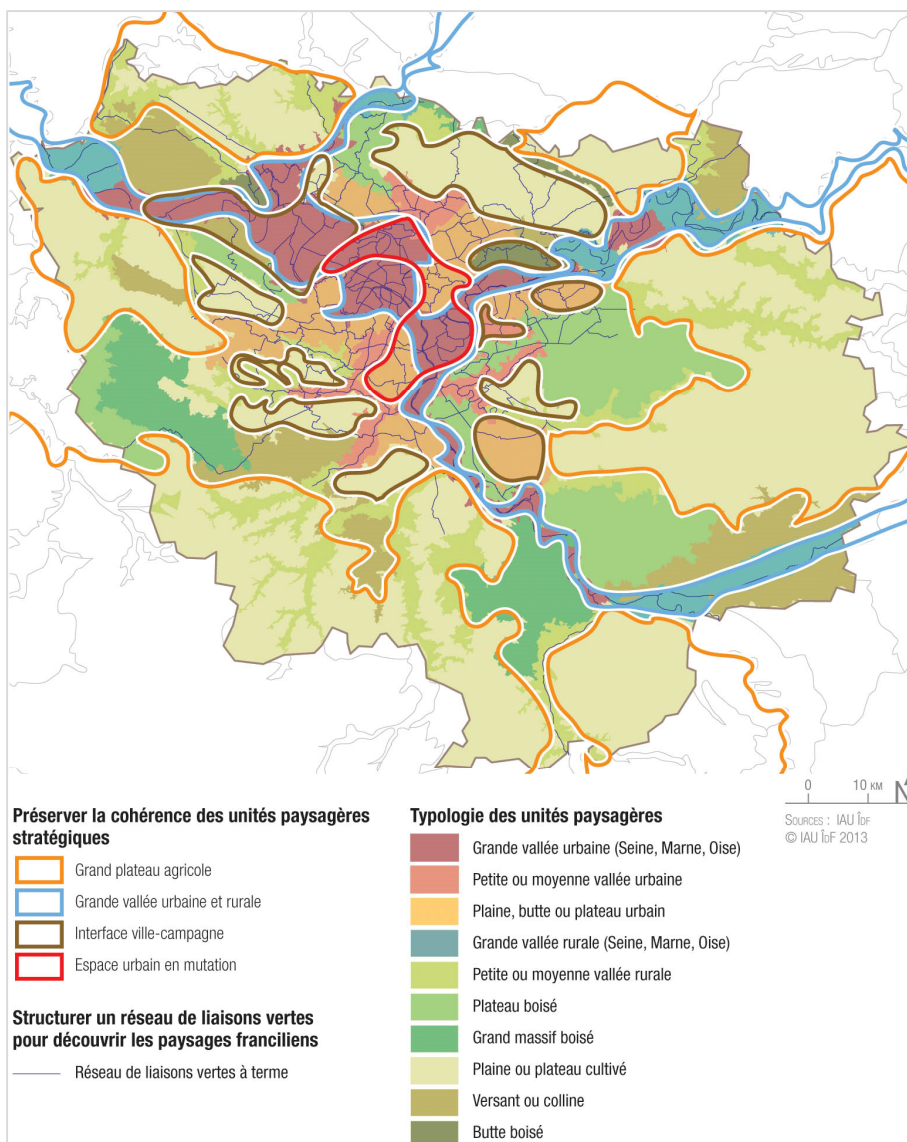 0 10 KM N
SOURCES : IAU ÎDF
© IAU ÎDF 2013
Préserver la cohérence des unités paysagères
stratégiques
Grand plateau agricole
Grande vallée urbaine et rurale
Interface ville-campagne
Espace urbain en mutation
Structurer un réseau de liaisons vertes
pour découvrir les paysages franciliens
Réseau de liaisons vertes à terme
Typologie des unités paysagères
Grande vallée urbaine (Seine, Marne, Oise)
Petite ou moyenne vallée urbaine
Plaine, butte ou plateau urbain
Grande vallée rurale (Seine, Marne, Oise)
Petite ou moyenne vallée rurale
Plateau boisé
Grand massif boisé
Plaine ou plateau cultivé
Versant ou colline
Butte boisé